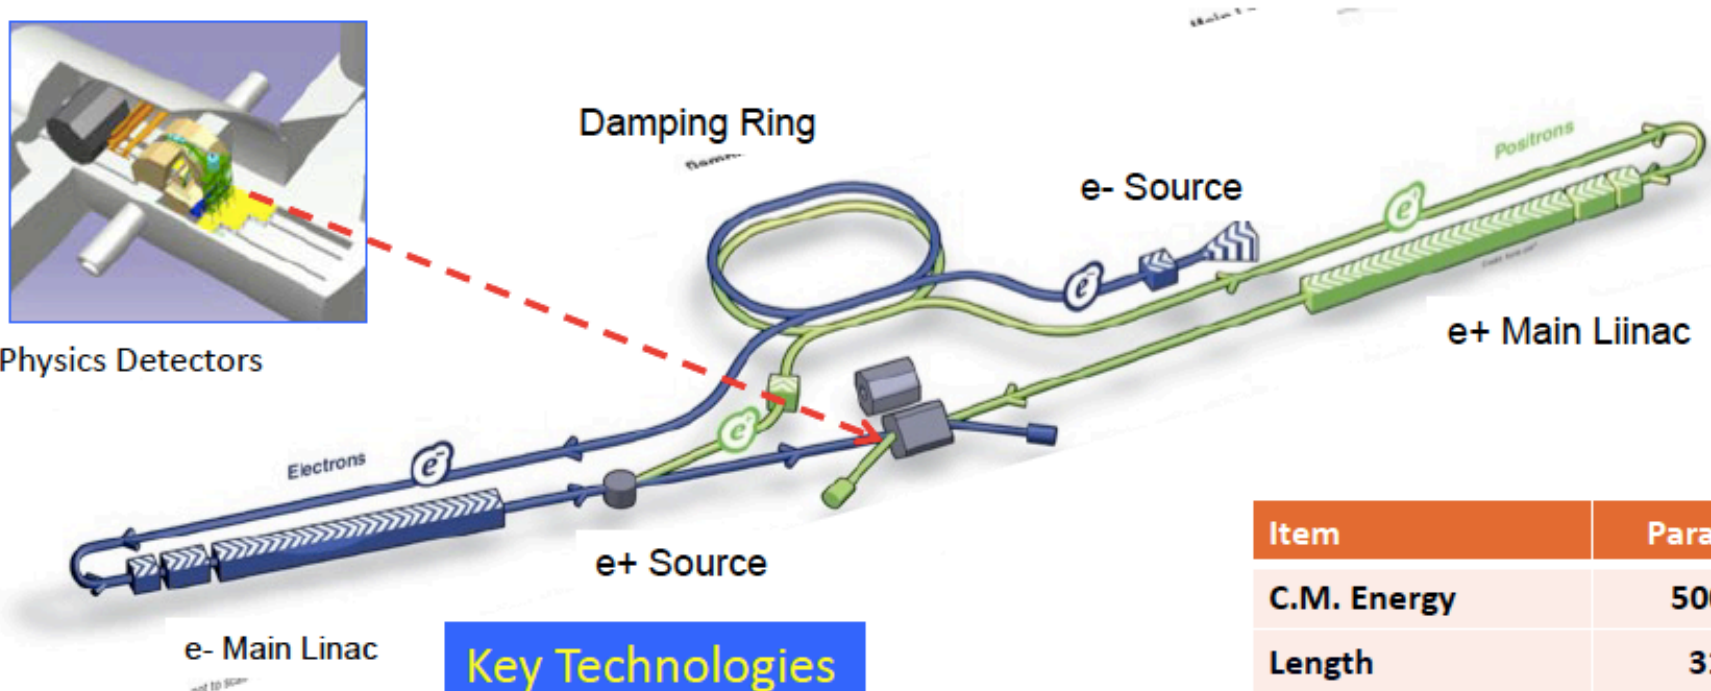 Damping Ring
e- Source
Positrons
e+ Main Liinac
Physics Detectors
Electrons
e+ Source
e- Main Linac
Key Technologies
Item
C.M. Energy
Length
e-
e+
e-
e+